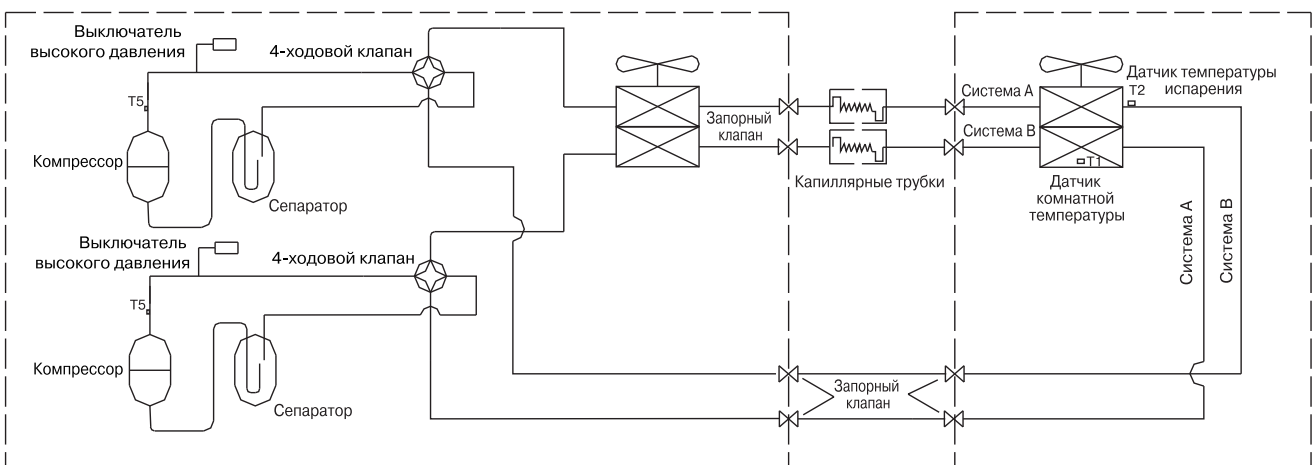 Выключатель
высокого давления
4-ходовой клапан
T5
Компрессор
Сепаратор
Запорный
клапан
Капиллярные трубки
Система А
Система В
Датчик температуры
испарения
T2
T1
Датчик
комнатной
температуры
Система А
Система В
Выключатель
высокого давления
4-ходовой клапан
T5
Компрессор
Сепаратор
Запорный
клапан